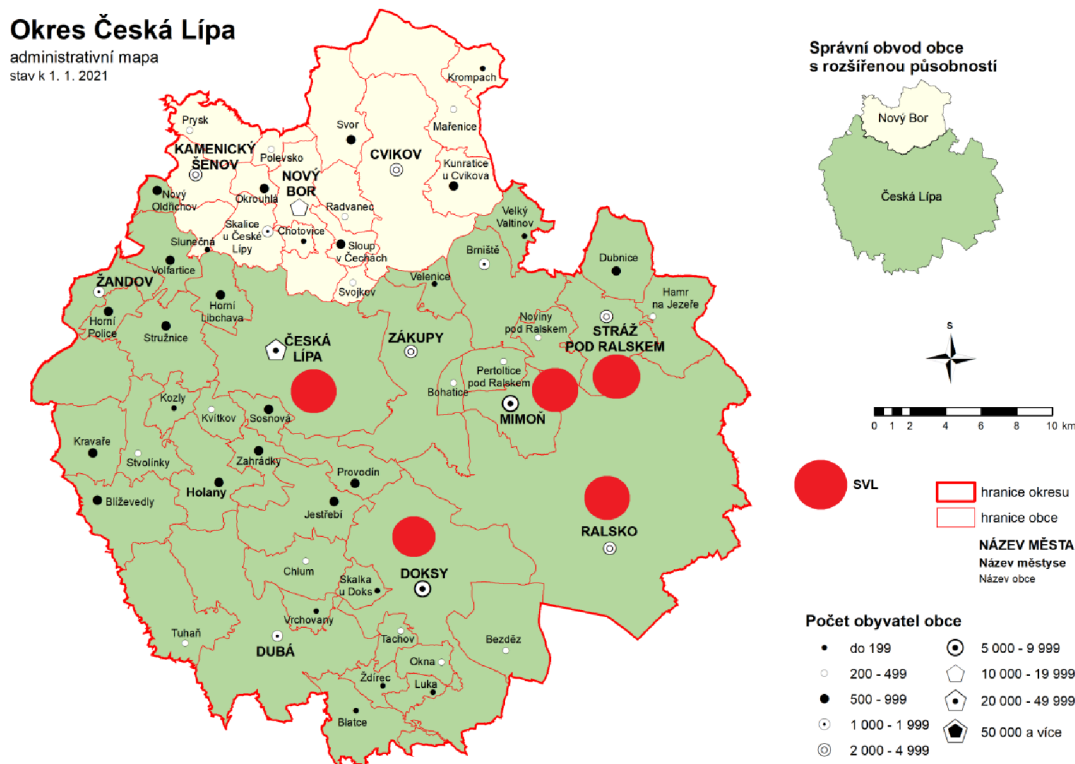 Okres Česká Lípa
administrativní mapa
stav k 1. 1. 2021
Správní obvod obce
s rozšířenou působností
Nový Bor
Česká Lípa
Krompach
Prysk
Mařenice
Svor
KAMENICKÝ
ŠENOV
Polevsko
CVIKOV
NOVÝ
BOR
Kunratice
u Cvikova
Okrouhlá
Nový
Oldřichov
Radvanec
Velký
Valtinov
Skalice
u České
Lípy
Chotovice
Slunečná
Sloup
v Čechách
Brniště
Dubnice
Volfartice
ŽANDOV
Velenice
Svojkov
Hamr
na Jezeře
Horní
Libchava
Horní
Police
Noviny
pod Ralskem
Stružnice
ČESKÁ
LÍPA
ZÁKUPY
STRÁŽ
POD RALSKEM
Pertoltice
pod Ralskem
Bohatice
Kozly
Kvítkov
Sosnová
MIMOŇ
Kravaře
Stvolínky
Zahrádky
Provodín
Holany
Blíževedly
Jestřebí
RALSKO
Chlum
Skalka
u Doks
DOKSY
Vrchovany
Tuhaň
DUBÁ
Tachov
Bezděz
Okna
Ždírec
Luka
Blatce
S
0 1 2 4 6 8 10 km
SVL
hranice okresu
hranice obce
NÁZEV MĚSTA
Název městyse
Název obce
Počet obyvatel obce
do 199
200 - 499
500 - 999
1 000 - 1 999
2 000 - 4 999
5 000 - 9 999
10 000 - 19 999
20 000 - 49 999
50 000 a více